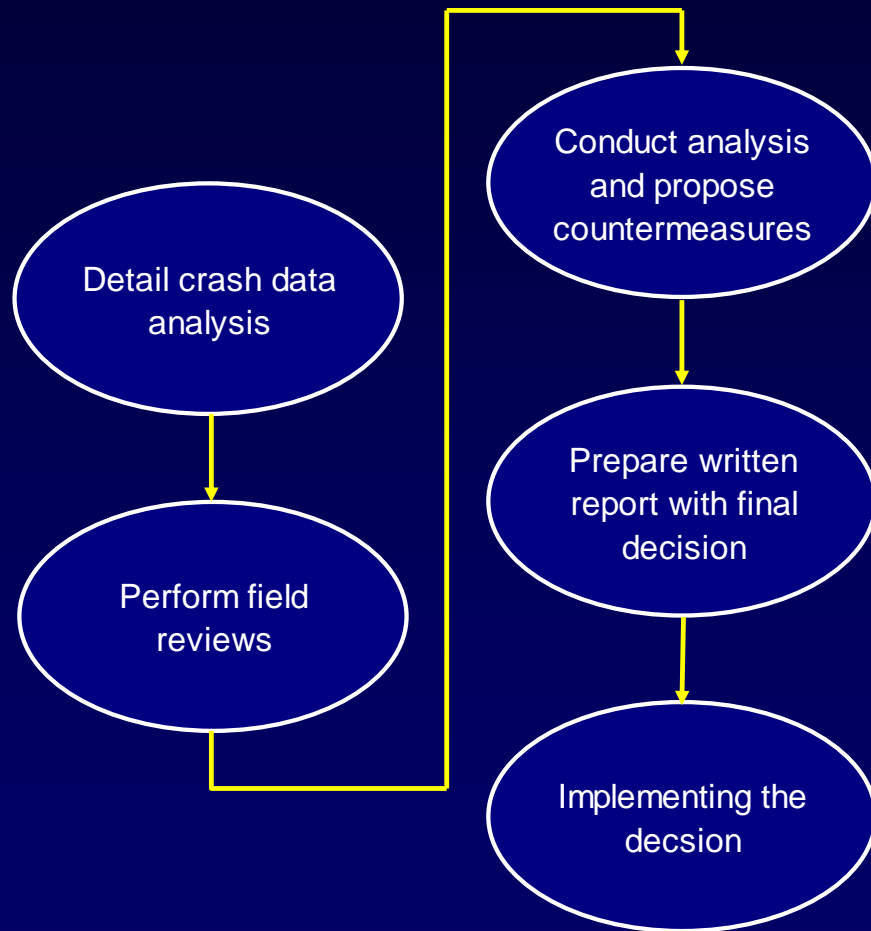 Detail crash data
analysis
Perform field
reviews
Conduct analysis
and propose
countermeasures
Prepare written
report with final
decision
Implementing the
decsion